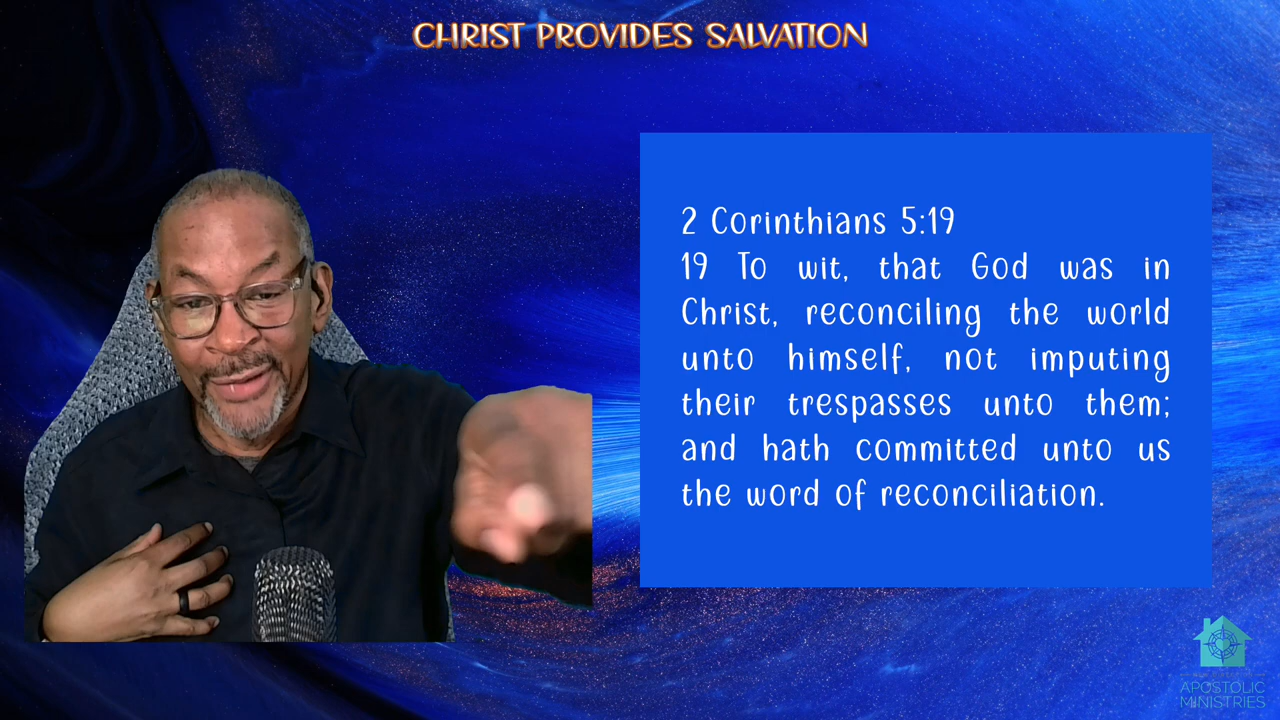 CHRIST PROVIDES SALVATION
2 Corinthians 5:19
19 To wit, that God was in
Christ, reconciling the world
unto himself, not imputing
their trespasses unto them;
and hath committed unto us
the word of reconciliation.
APOSTOLIC
MINISTRIES